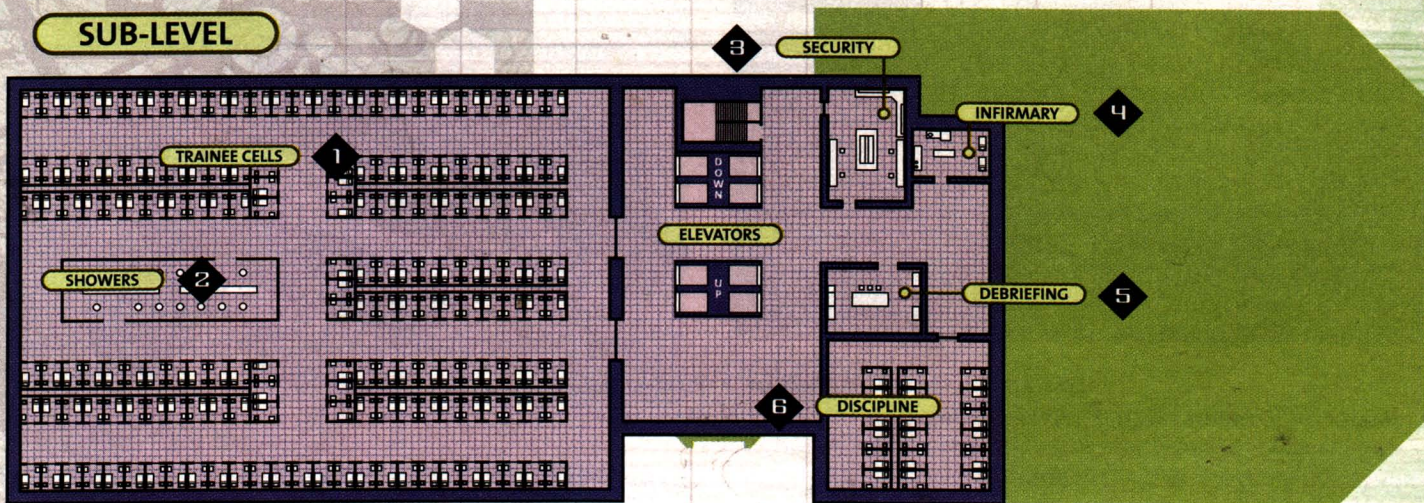 SUB-LEVEL
3
SECURITY
INFIRMARY
4
TRAINEE CELLS
1
DOWN
ELEVATORS
SHOWERS
2
UP
DEBRIEFING
5
6
DISCIPLINE